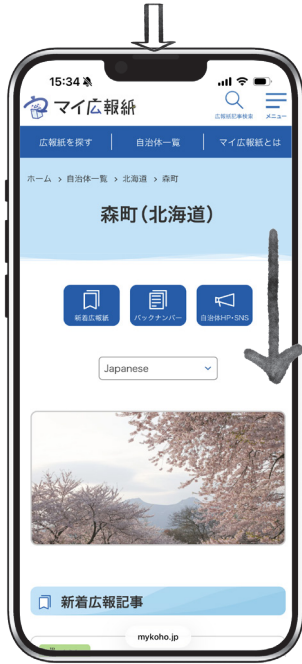 15:34
マイ広報紙
広報紙記事検索
メニュー
広報紙を探す
自治体一覧
マイ広報紙とは
ホーム > 自治体一覧 > 北海道 > 森町
森町(北海道)
新着広報紙
バックナンバー
自治体HP・SNS
Japanese
新着広報記事
mykoho.jp